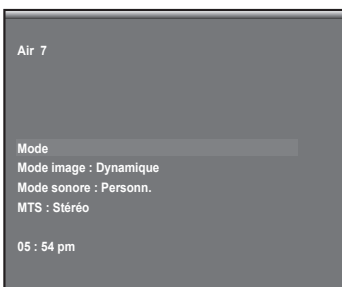 Air 7
Mode
Mode image : Dynamique
Mode sonore : Personn.
MTS : Stéréo
05 : 54 pm